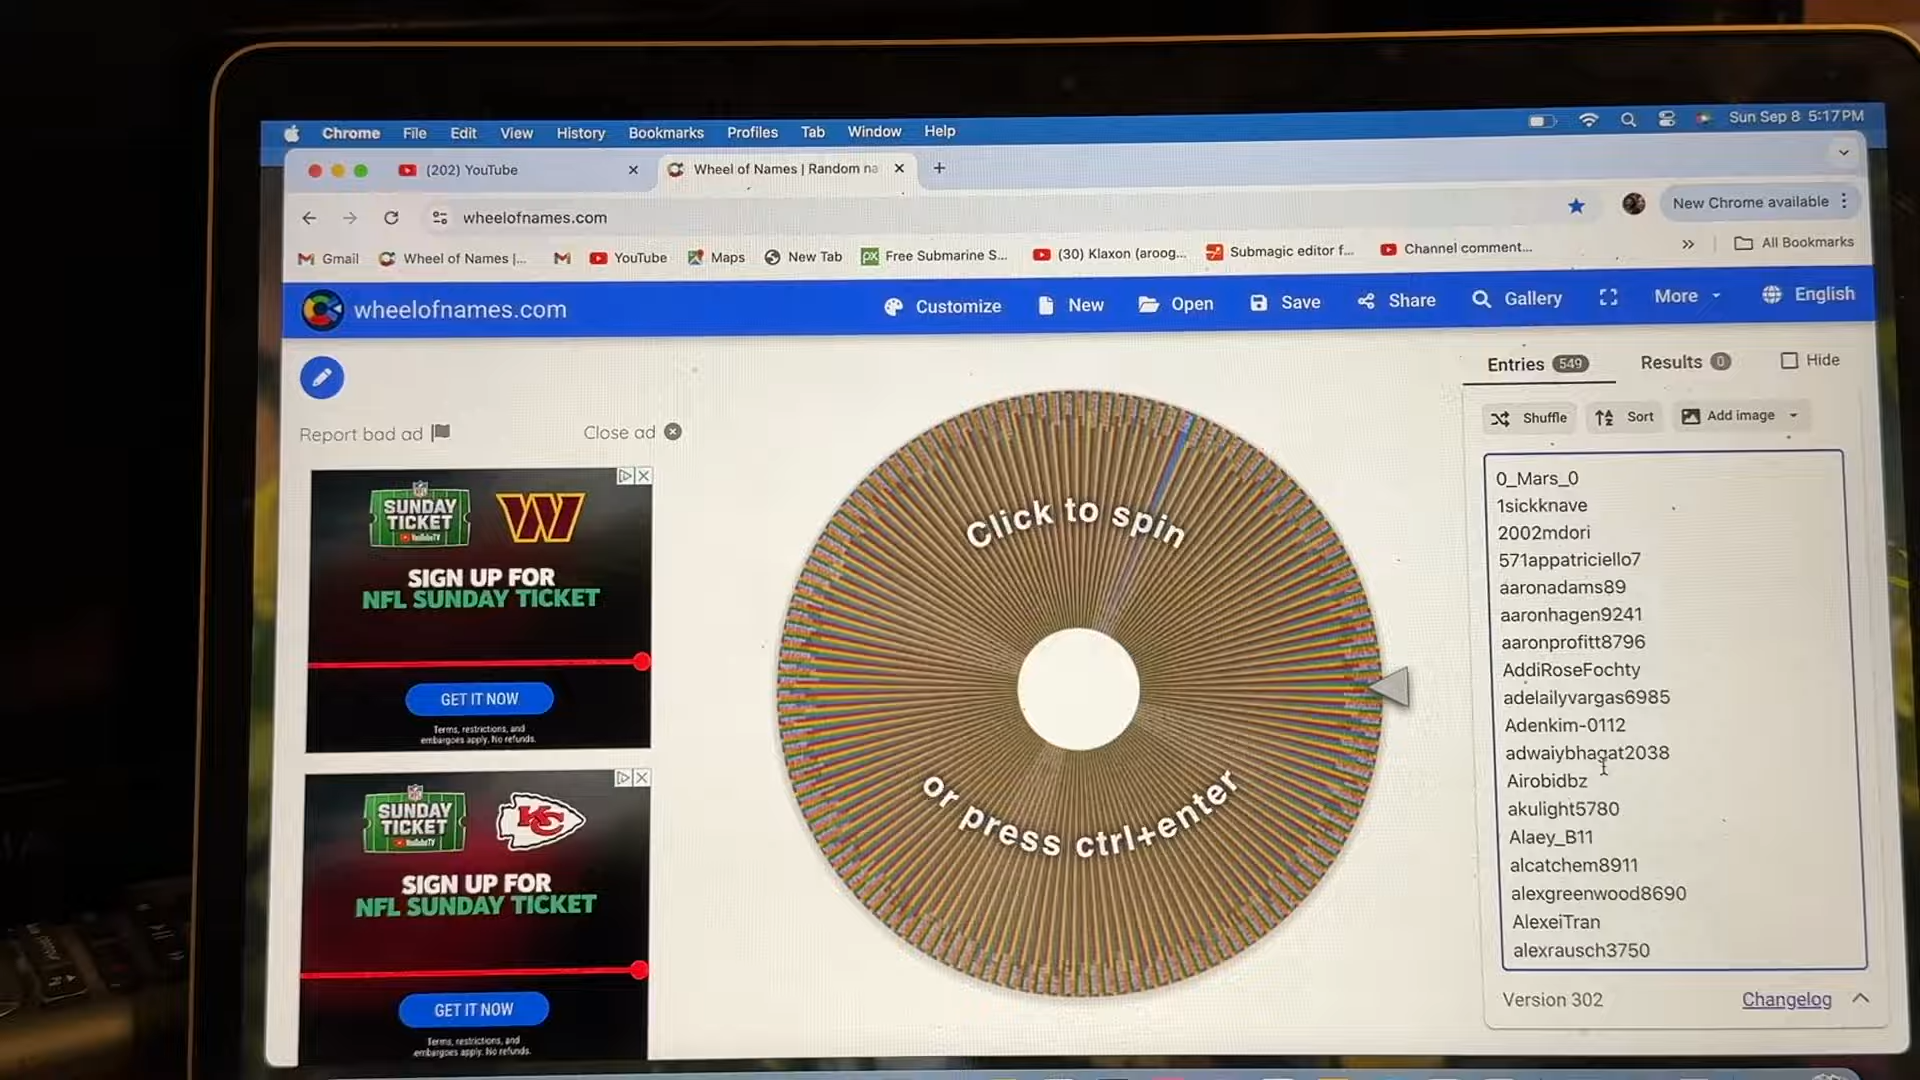 Chrome File Edit View History Bookmarks Profiles Tab Window Help
Sun Sep 8 5:17 PM
(202) YouTube
Wheel of Names | Random na
wheelofnames.com
New Chrome available
Gmail
Wheel of Names |...
YouTube
Maps
New Tab
Free Submarine S...
(30) Klaxon (aroog...
Submagic editor f...
Channel comment...
All Bookmarks
wheelofnames.com
Customize
New
Open
Save
Share
Gallery
More
English
Report bad ad
Close ad
SUNDAY
TICKET
YouTubeTV
W
SIGN UP FOR
NFL SUNDAY TICKET
GET IT NOW
Terms, restrictions, and
embargoes apply. No refunds.
SUNDAY
TICKET
YouTubeTV
KC
SIGN UP FOR
NFL SUNDAY TICKET
GET IT NOW
Terms, restrictions, and
embargoes apply. No refunds.
Click to spin
or press ctrl+enter
Entries 549
Results 0
Hide
Shuffle
Sort
Add image
0_Mars_0
1sickknave
2002mdori
571appatriciello7
aaronadams89
aaronhagen9241
aaronprofitt8796
AddiRoseFochty
adelailyvargas6985
Adenkim-0112
adwaiybhagat2038
Airobidbz
akulight5780
Alaey_B11
alcatchem8911
alexgreenwood8690
AlexeiTran
alexrausch3750
Version 302
Changelog